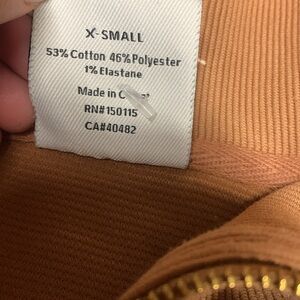 X-SMALL
53% Cotton 46% Polyester
1% Elastane
Made in
RN#150115
CA#40482